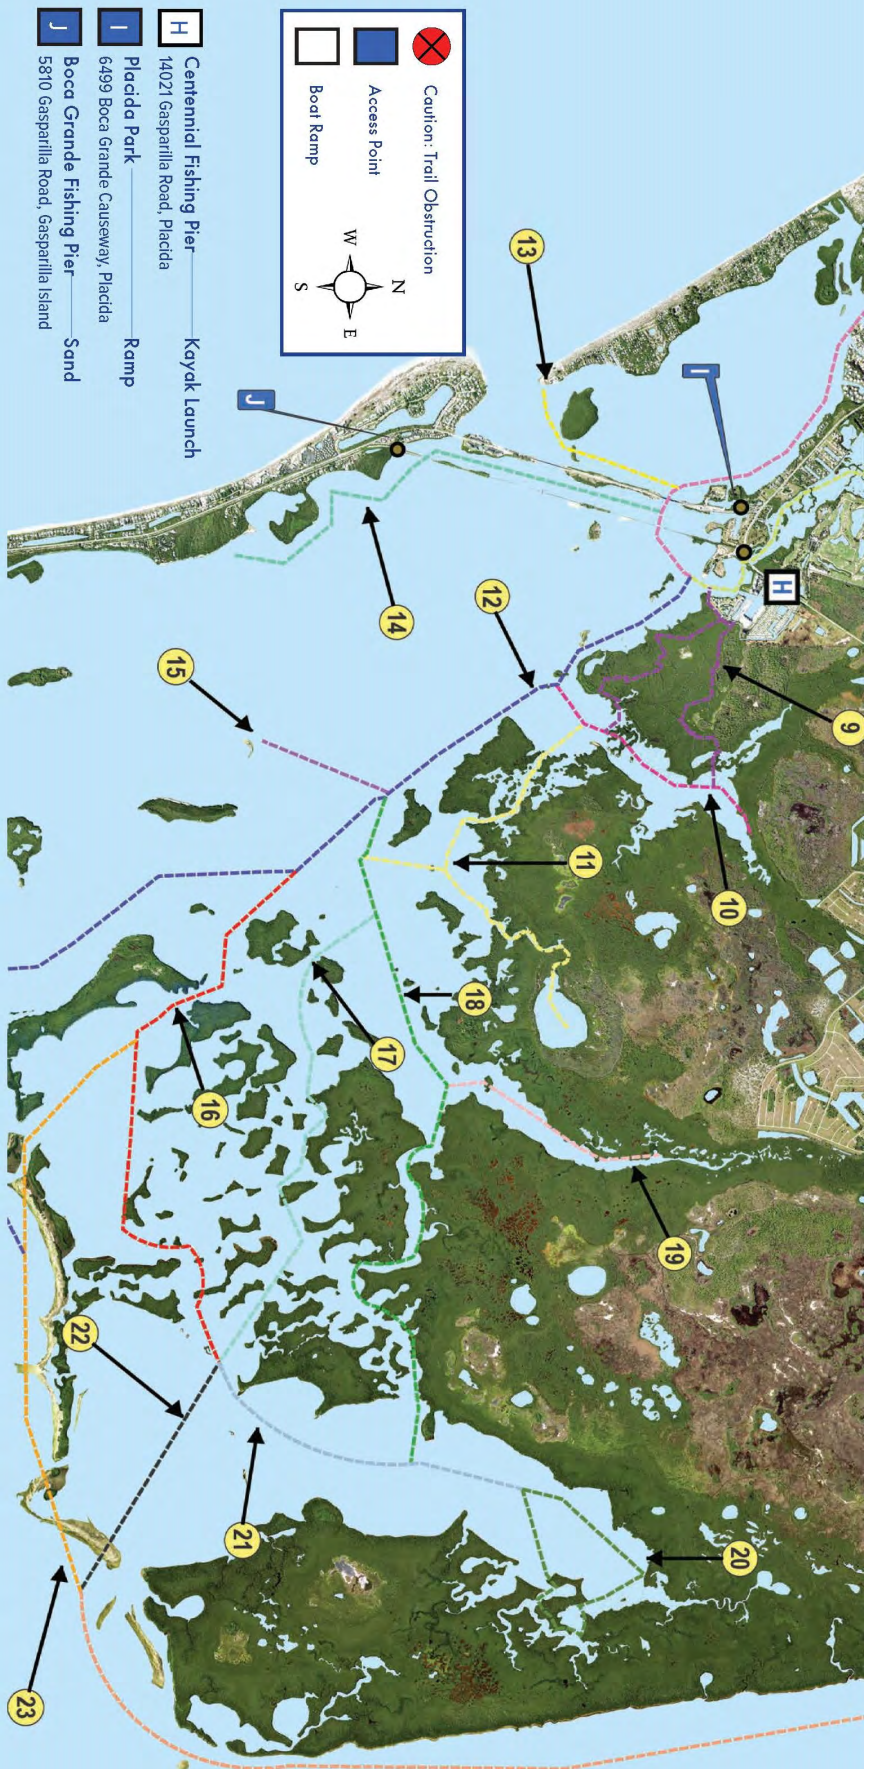 Caution: Trail Obstruction
Access Point
Boat Ramp
N
W
E
S
H
Centennial Fishing Pier Kayak Launch
14021 Gasparilla Road, Placida
I
Placida Park Ramp
6499 Boca Grande Causeway, Placida
J
Boca Grande Fishing Pier Sand
5810 Gasparilla Road, Gasparilla Island
H
I
J
9
10
11
12
13
14
15
16
17
18
19
20
21
22
23